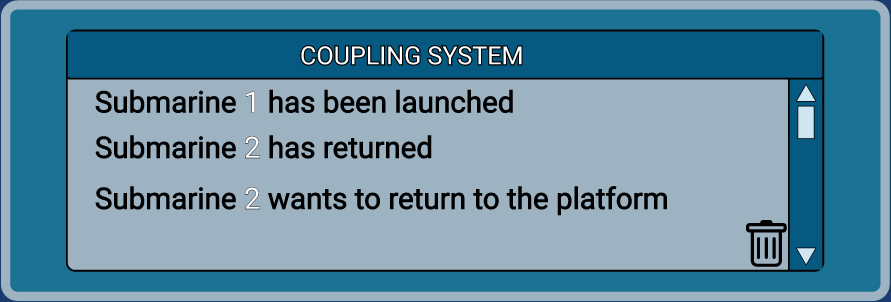 COUPLING SYSTEM
Submarine 1 has been launched
Submarine 2 has returned
Submarine 2 wants to return to the platform